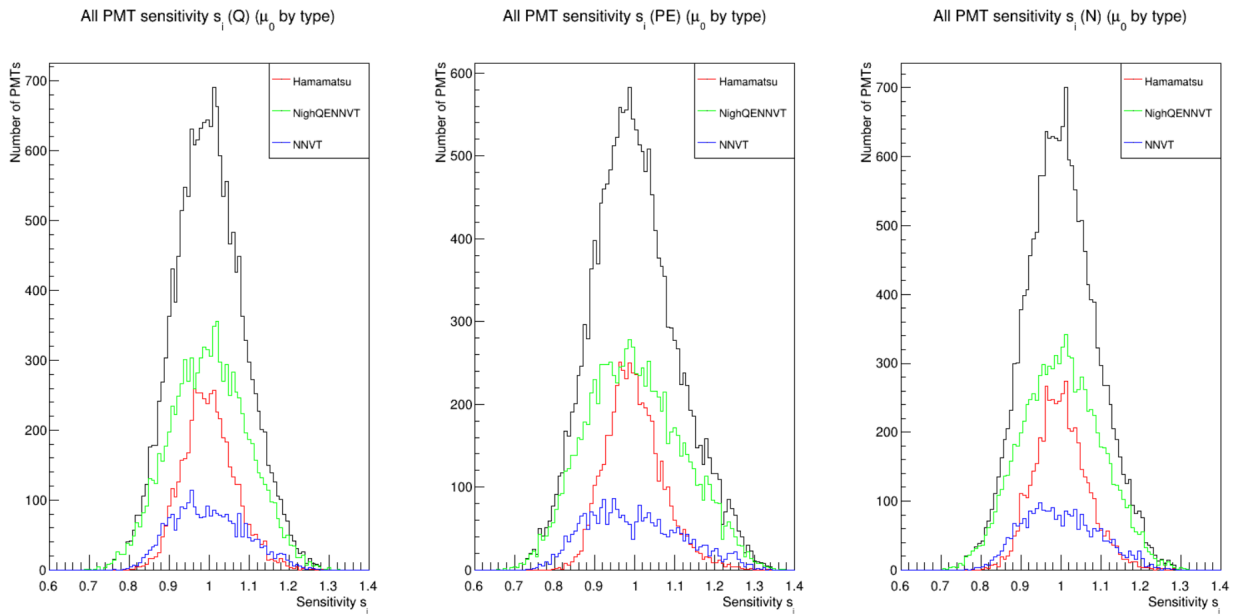 All PMT sensitivity s_i (Q) (μ_0 by type)
Number of PMTs
700
600
500
400
300
200
100
0
0.6 0.7 0.8 0.9 1 1.1 1.2 1.3 1.4
Sensitivity s_i
Hamamatsu
NighQENNVT
NNVT
All PMT sensitivity s_i (PE) (μ_0 by type)
Number of PMTs
600
500
400
300
200
100
0
0.6 0.7 0.8 0.9 1 1.1 1.2 1.3 1.4
Sensitivity s_i
Hamamatsu
NighQENNVT
NNVT
All PMT sensitivity s_i (N) (μ_0 by type)
Number of PMTs
700
600
500
400
300
200
100
0
0.6 0.7 0.8 0.9 1 1.1 1.2 1.3 1.4
Sensitivity s_i
Hamamatsu
NighQENNVT
NNVT